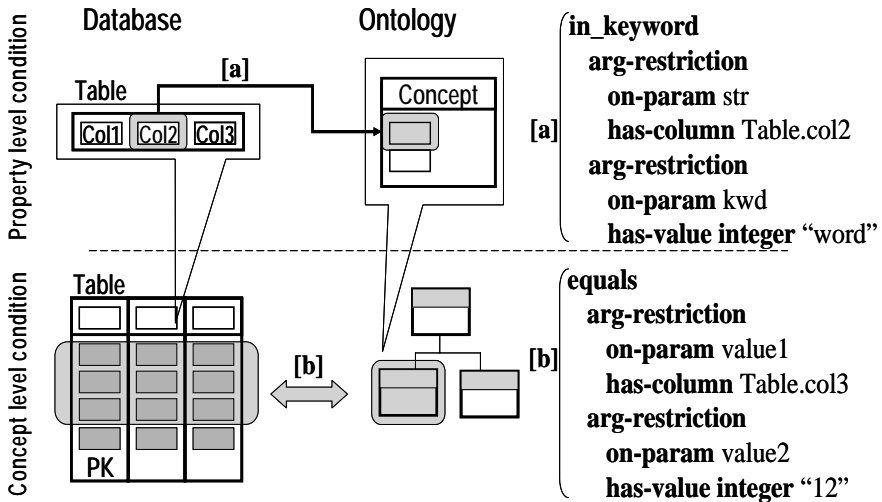 Database
Ontology
Property level condition
[a]
Table
Col1 Col2 Col3
Concept
[a]
in_keyword
arg-restriction
on-param str
has-column Table.col2
arg-restriction
on-param kwd
has-value integer “word”
Concept level condition
Table
PK
[b]
[b]
equals
arg-restriction
on-param value1
has-column Table.col3
arg-restriction
on-param value2
has-value integer “12”